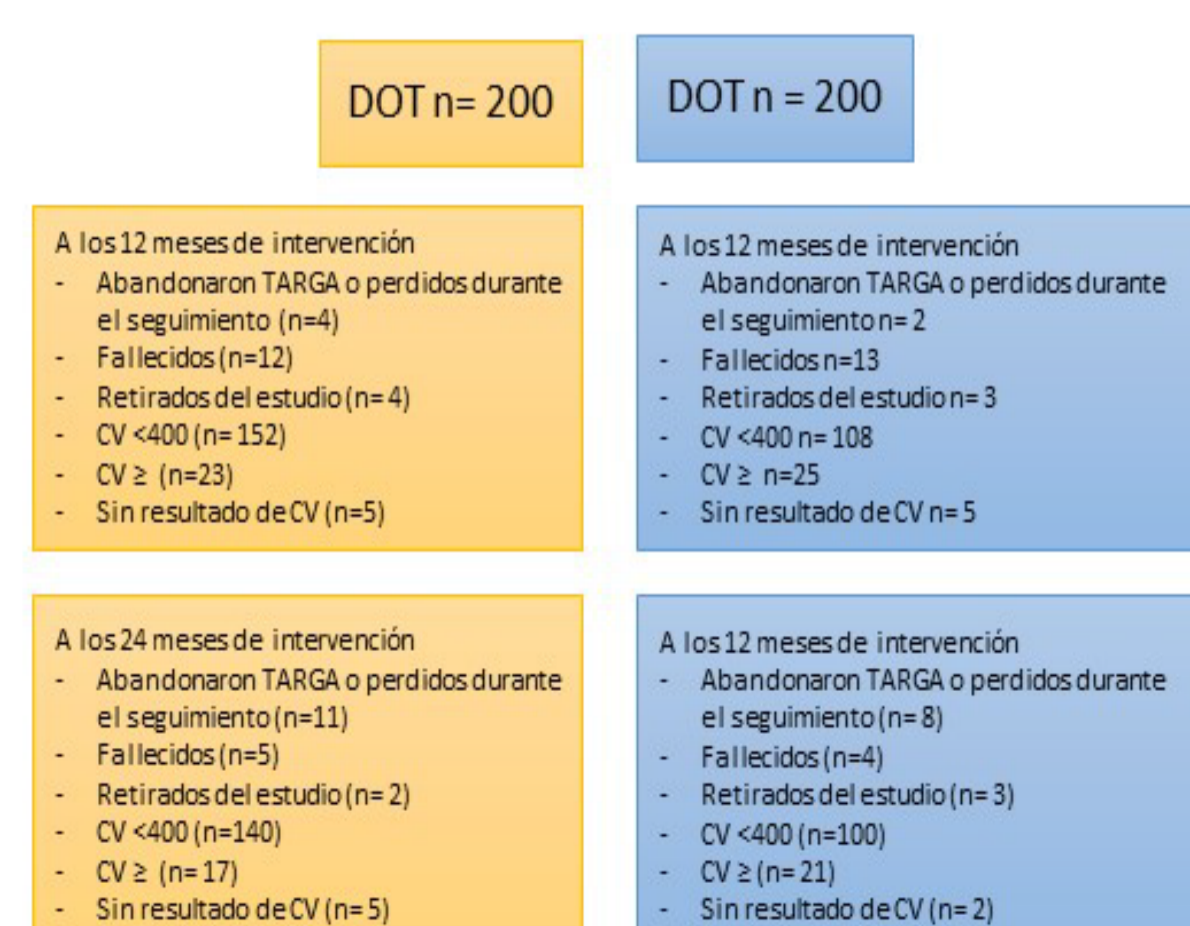 DOT n= 200
A los 12 meses de intervención
- Abandonaron TARGA o perdidos durante
el seguimiento (n=4)
- Fallecidos (n=12)
- Retirados del estudio (n= 4)
- CV <400 (n= 152)
- CV ≥ (n=23)
- Sin resultado de CV (n=5)
A los 24 meses de intervención
- Abandonaron TARGA o perdidos durante
el seguimiento (n=11)
- Fallecidos (n=5)
- Retirados del estudio (n= 2)
- CV <400 (n=140)
- CV ≥ (n= 17)
- Sin resultado de CV (n= 5)
DOT n = 200
A los 12 meses de intervención
- Abandonaron TARGA o perdidos durante
el seguimiento n= 2
- Fallecidos n=13
- Retirados del estudio n= 3
- CV <400 n= 108
- CV ≥ n=25
- Sin resultado de CV n= 5
A los 12 meses de intervención
- Abandonaron TARGA o perdidos durante
el seguimiento (n= 8)
- Fallecidos (n=4)
- Retirados del estudio (n= 3)
- CV <400 (n=100)
- CV ≥ (n= 21)
- Sin resultado de CV (n= 2)